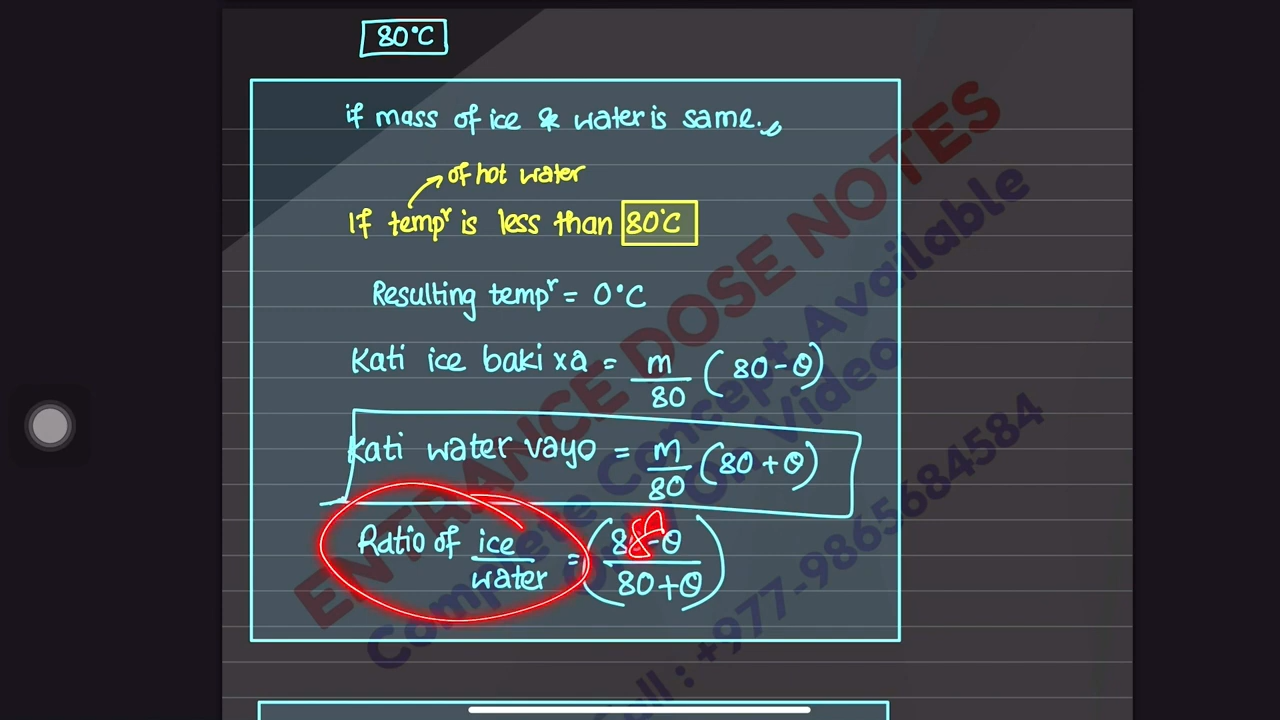 80°C
if mass of ice & water is same.
of hot water
If tempʳ is less than 80°C
Resulting tempʳ = 0°C
Kati ice baki xa = m/80 (80-θ)
Kati water vayo = m/80 (80+θ)
Ratio of ice/water = (80-θ/80+θ)
ENTRANCE DOSE NOTES
Complete Concept Available
On Video
Call : +977-9865684584